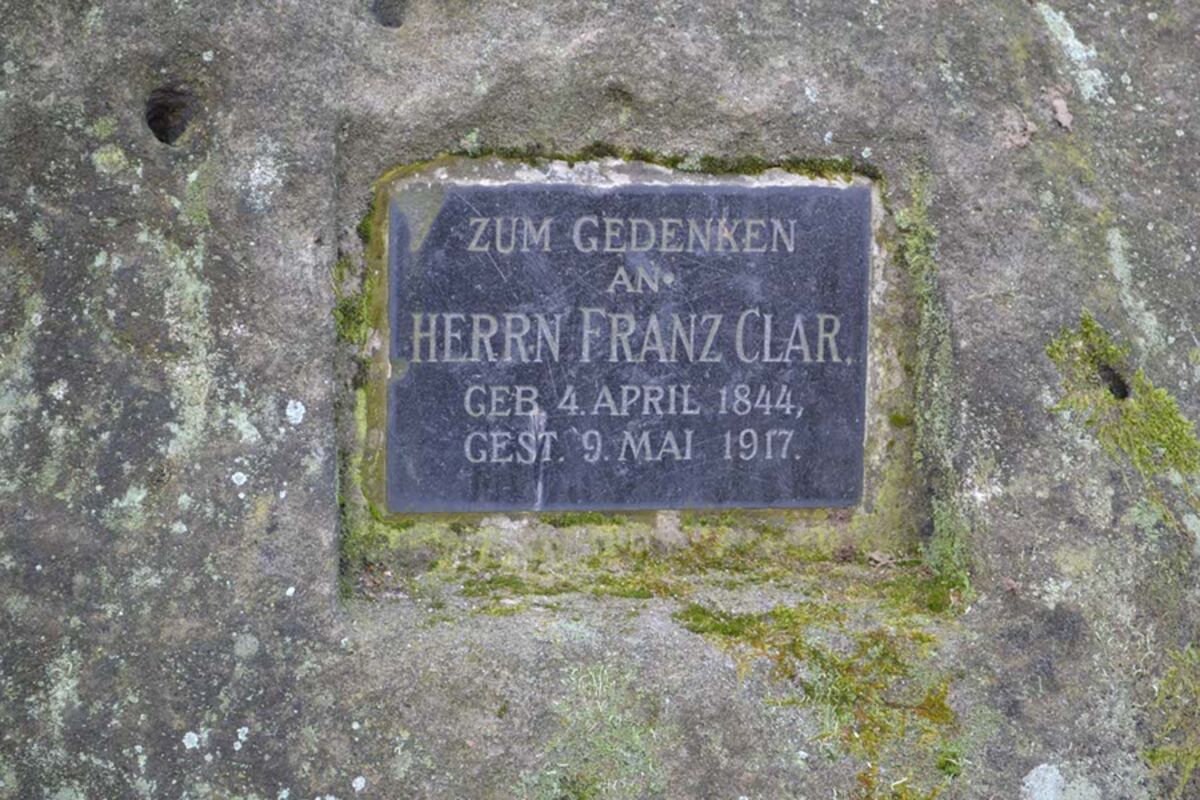 ZUM GEDENKEN
AN
HERRN FRANZ CLAR.
GEB. 4. APRIL 1844,
GEST. 9. MAI 1917.